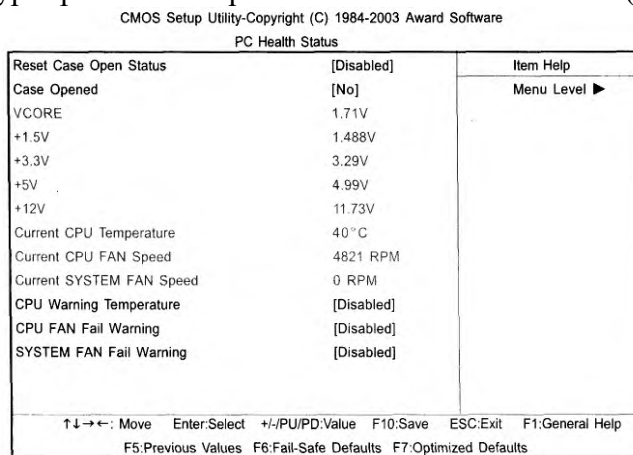 CMOS Setup Utility-Copyright (C) 1984-2003 Award Software
PC Health Status
Reset Case Open Status [Disabled] Item Help
Case Opened [No] Menu Level ▶
VCORE 1.71V
+1.5V 1.488V
+3.3V 3.29V
+5V 4.99V
+12V 11.73V
Current CPU Temperature 40°C
Current CPU FAN Speed 4821 RPM
Current SYSTEM FAN Speed 0 RPM
CPU Warning Temperature [Disabled]
CPU FAN Fail Warning [Disabled]
SYSTEM FAN Fail Warning [Disabled]
↑↓→←: Move Enter:Select +/-/PU/PD:Value F10:Save ESC:Exit F1:General Help
F5:Previous Values F6:Fail-Safe Defaults F7:Optimized Defaults